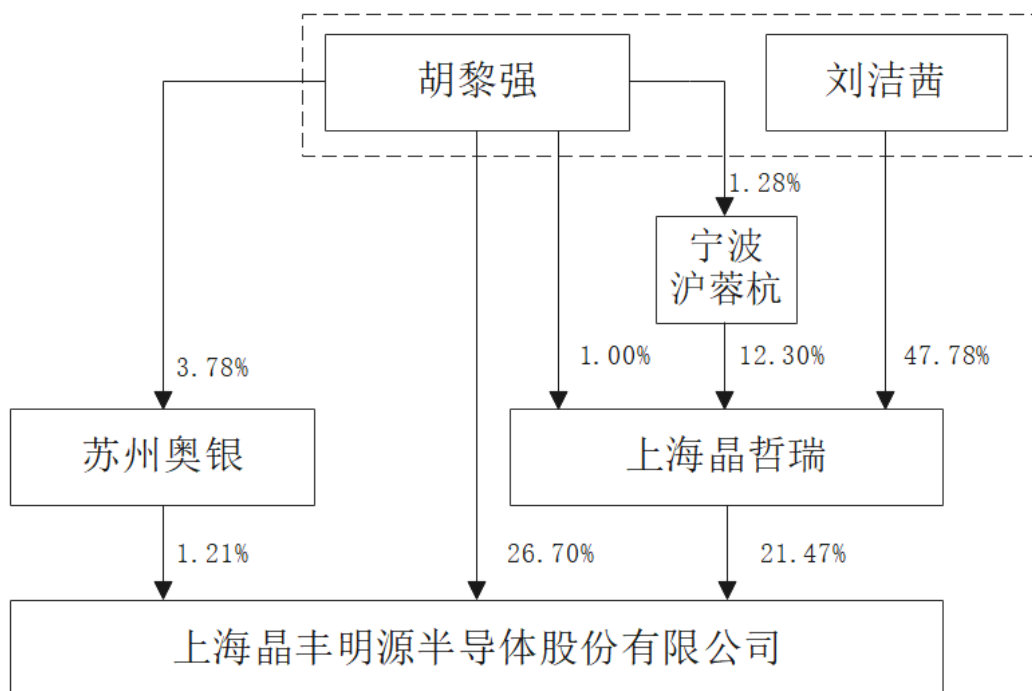 胡黎强
刘洁茜
1.28%
宁波
沪蓉杭
3.78%
1.00%
12.30%
47.78%
苏州奥银
上海晶哲瑞
1.21%
26.70%
21.47%
上海晶丰明源半导体股份有限公司